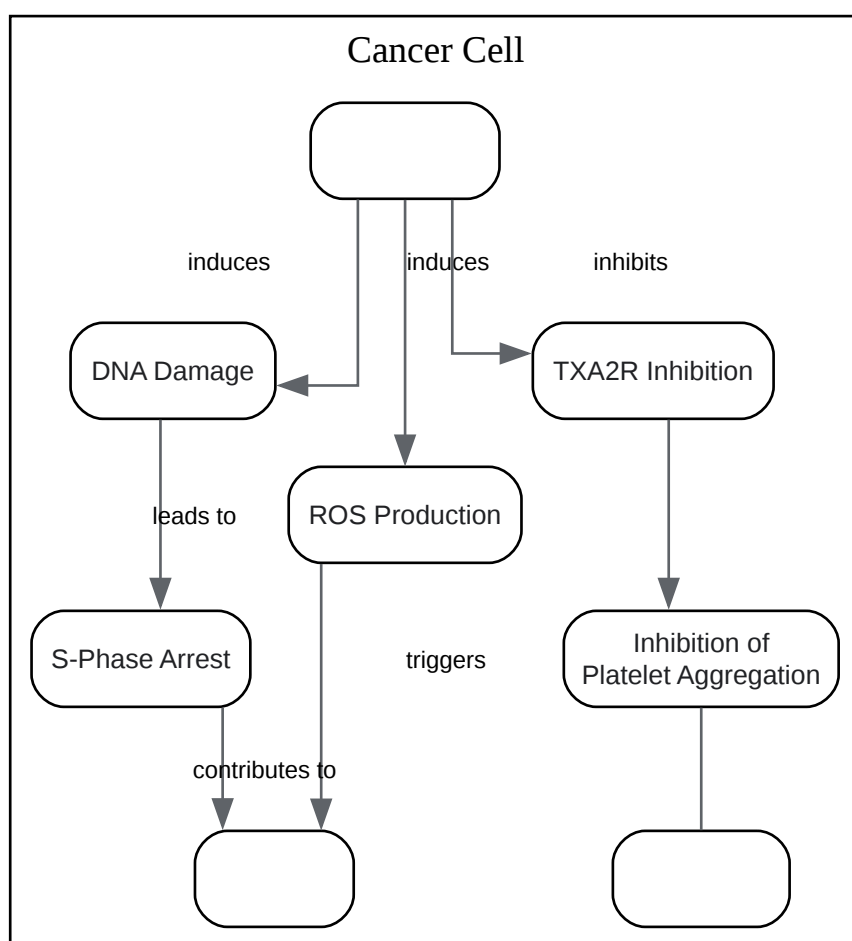 Cancer Cell
induces
induces
inhibits
DNA Damage
TXA2R Inhibition
leads to
ROS Production
S-Phase Arrest
triggers
Inhibition of
Platelet Aggregation
contributes to